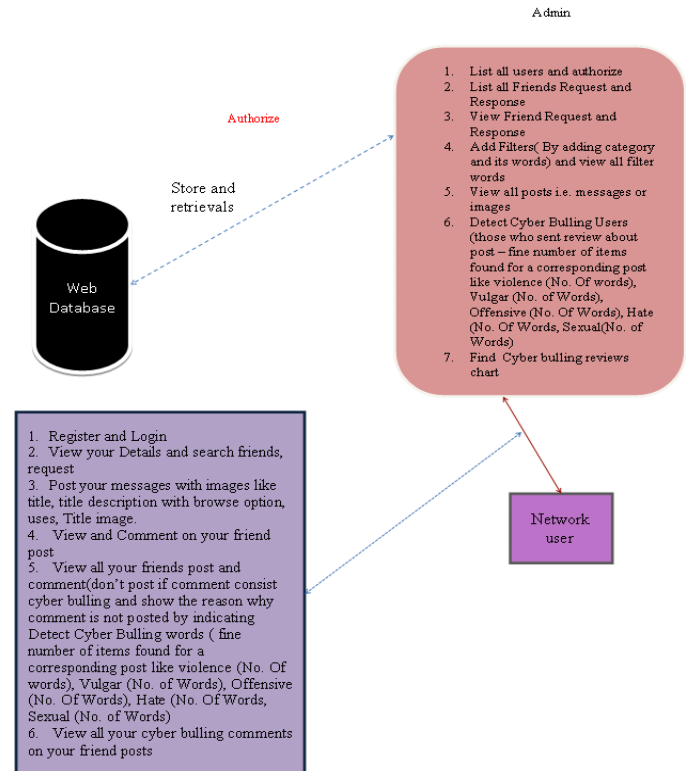 Admin
1. List all users and authorize
2. List all Friends Request and
Response
3. View Friend Request and
Response
4. Add Filters( By adding category
and its words) and view all filter
words
5. View all posts i.e. messages or
images
6. Detect Cyber Bulling Users
(those who sent review about
post – fine number of items
found for a corresponding post
like violence (No. Of words),
Vulgar (No. of Words),
Offensive (No. Of Words), Hate
(No. Of Words, Sexual(No. of
Words)
7. Find Cyber bulling reviews
chart
Authorize
Store and
retrievals
Web
Database
1. Register and Login
2. View your Details and search friends,
request
3. Post your messages with images like
title, title description with browse option,
uses, Title image.
4. View and Comment on your friend
post
5. View all your friends post and
comment(don’t post if comment consist
cyber bulling and show the reason why
comment is not posted by indicating
Detect Cyber Bulling words ( fine
number of items found for a
corresponding post like violence (No. Of
words), Vulgar (No. of Words), Offensive
(No. Of Words), Hate (No. Of Words,
Sexual (No. of Words)
6. View all your cyber bulling comments
on your friend posts
Network
user